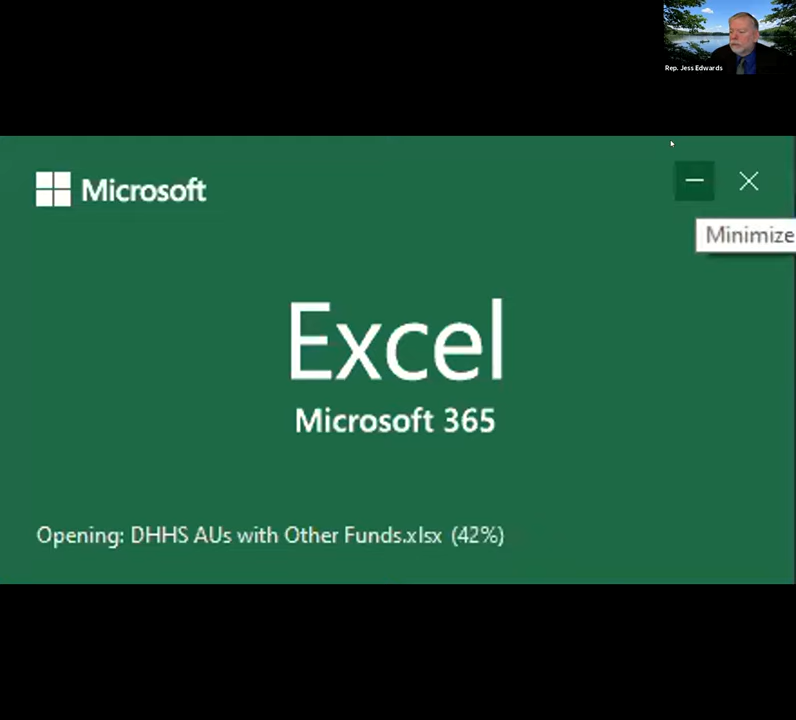 Rep. Jess Edwards
Microsoft
Minimize
Excel
Microsoft 365
Opening: DHHS AUs with Other Funds.xlsx (42%)